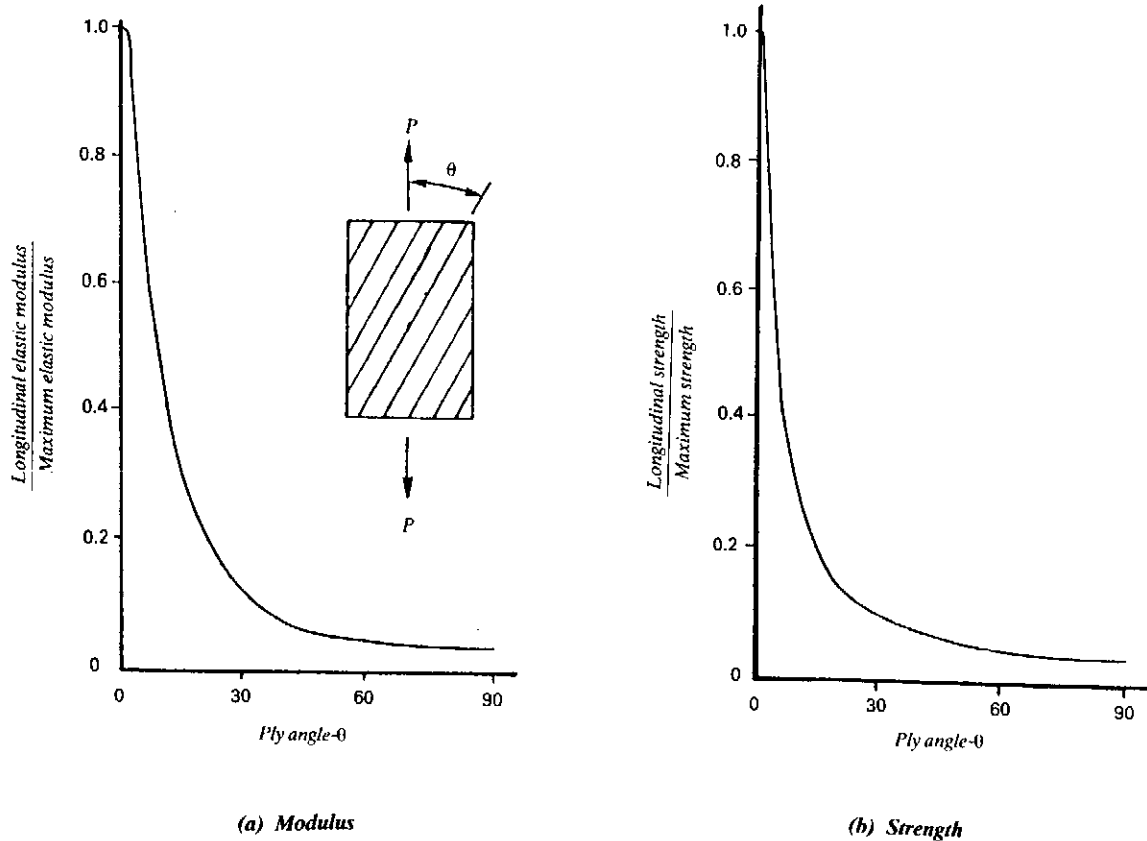 1.0
0.8
0.6
0.4
0.2
0
0
30
60
90
Longitudinal elastic modulus
Maximum elastic modulus
Ply angle-θ
P
θ
P
(a) Modulus
1.0
0.8
0.6
0.4
0.2
0
0
30
60
90
Longitudinal strength
Maximum strength
Ply angle-θ
(b) Strength